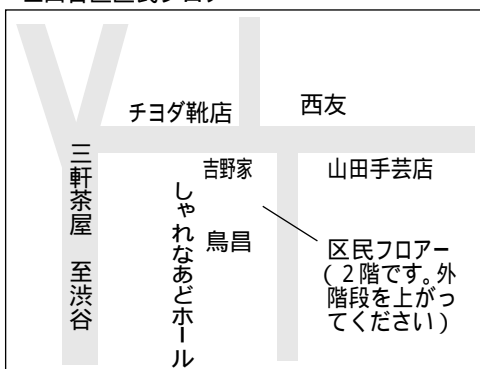 チヨダ靴店
西友
三軒茶屋 至渋谷
吉野家
山田手芸店
しゃれなあどホール
鳥昌
区民フロアー
(2階です。外
階段を上がっ
てください)